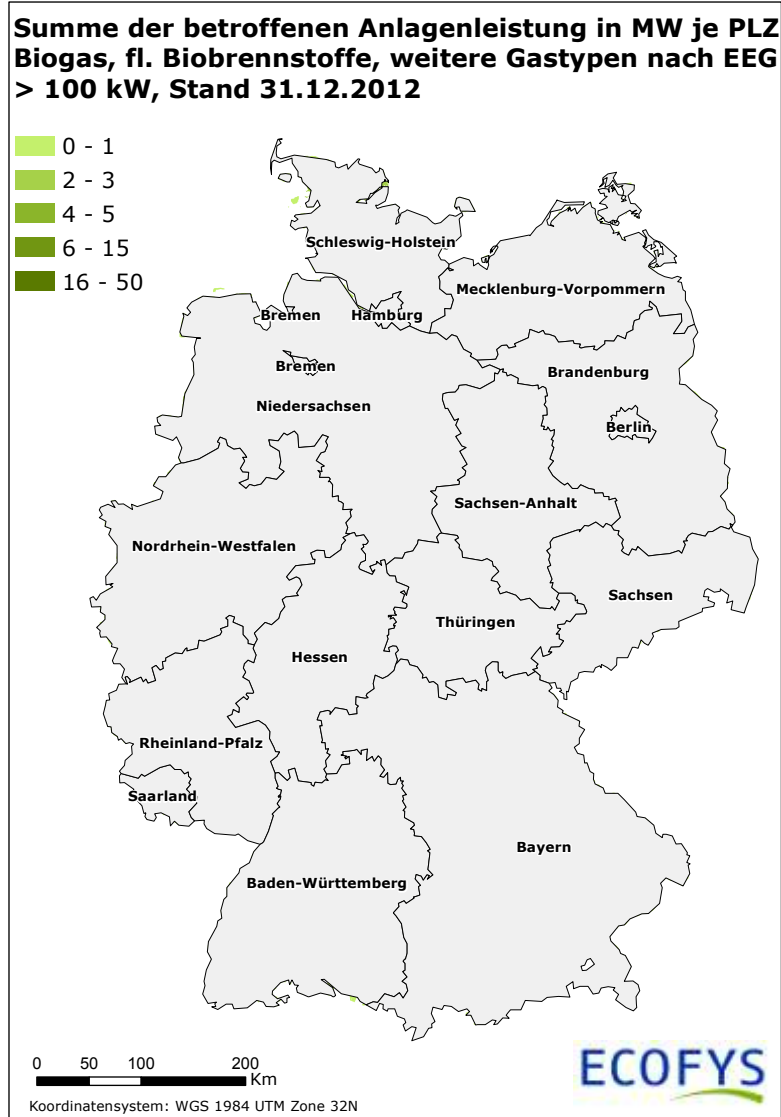 Summe der betroffenen Anlagenleistung in MW je PLZ
Biogas, fl. Biobrennstoffe, weitere Gastypen nach EEG
> 100 kW, Stand 31.12.2012
0 - 1
2 - 3
4 - 5
6 - 15
16 - 50
Schleswig-Holstein
Mecklenburg-Vorpommern
Bremen
Hamburg
Bremen
Brandenburg
Niedersachsen
Berlin
Sachsen-Anhalt
Nordrhein-Westfalen
Sachsen
Thüringen
Hessen
Rheinland-Pfalz
Saarland
Bayern
Baden-Württemberg
0 50 100 200
Km
Koordinatensystem: WGS 1984 UTM Zone 32N
ECOFYS